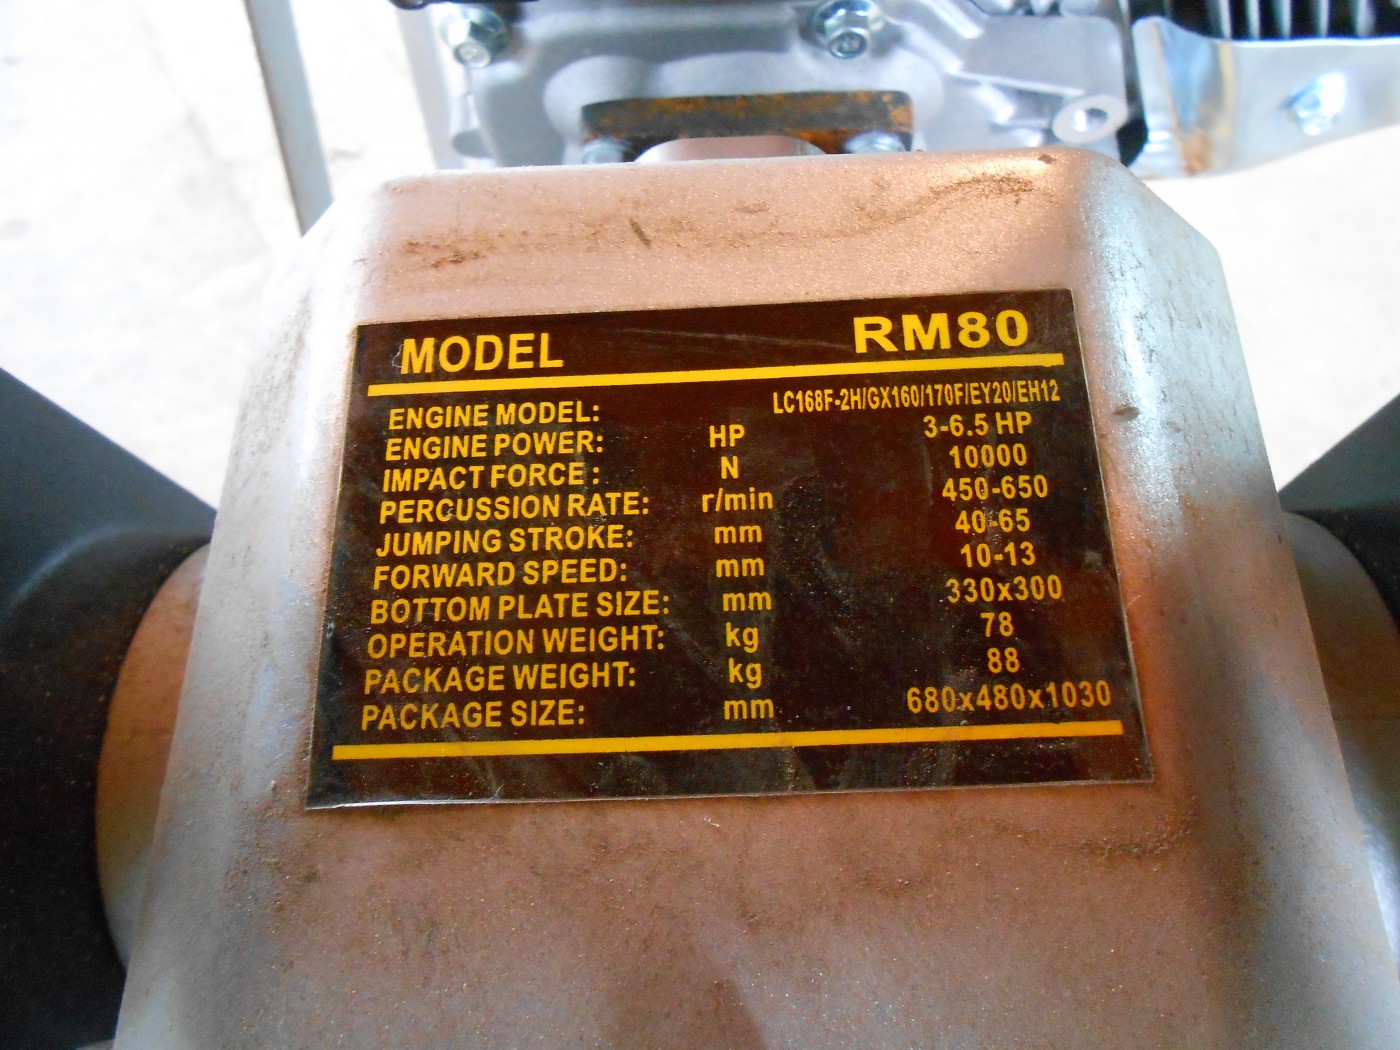 MODEL RM80
ENGINE MODEL: LC168F-2H/GX160/170F/EY20/EH12
ENGINE POWER: HP 3-6.5 HP
IMPACT FORCE : N 10000
PERCUSSION RATE: r/min 450-650
JUMPING STROKE: mm 40-65
FORWARD SPEED: mm 10-13
BOTTOM PLATE SIZE: mm 330x300
OPERATION WEIGHT: kg 78
PACKAGE WEIGHT: kg 88
PACKAGE SIZE: mm 680x480x1030